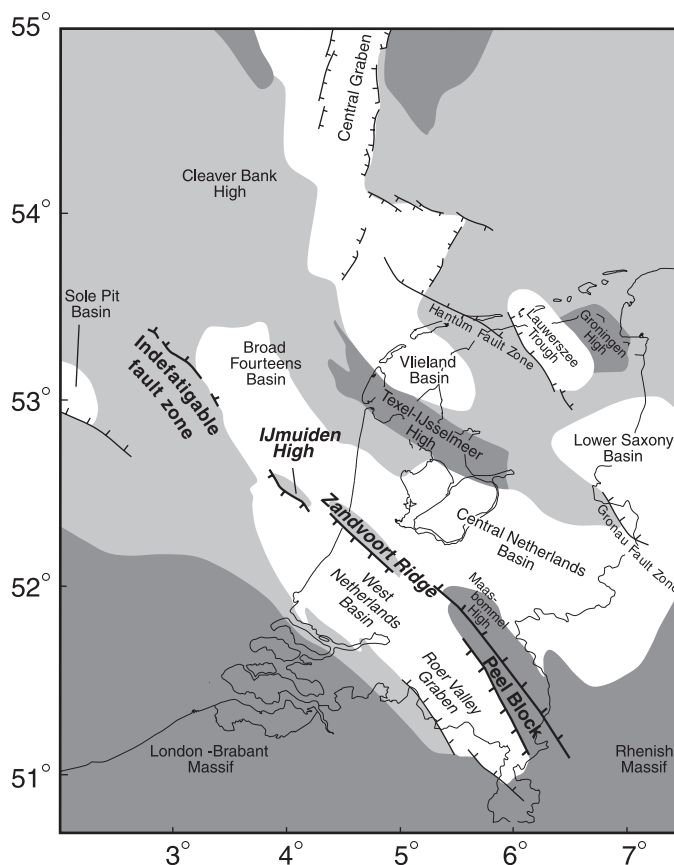 55°
Central Graben
Cleaver Bank
High
54°
Sole Pit
Basin
Indefatigable
fault zone
Broad
Fourteens
Basin
Hantum Fault Zone
Lauwerszee
Trough
Groningen
High
Vlieland
Basin
53°
Texel-IJsselmeer
High
IJmuiden
High
Lower Saxony
Basin
Zandvoort Ridge
Central Netherlands
Basin
Gronau Fault Zone
52°
West
Netherlands
Basin
Maas-
bommel
High
Roer Valley
Graben
Peel Block
London -Brabant
Massif
Rhenish
Massif
51°
3°
4°
5°
6°
7°